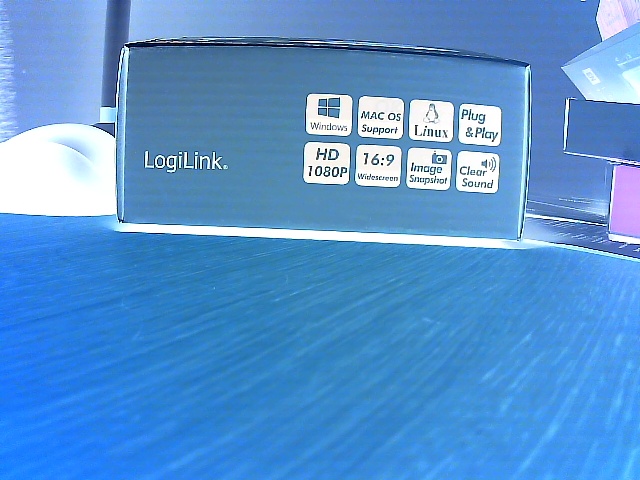 LogiLink®
Windows
MAC OS
Support
Linux
Plug
&Play
HD
1080P
16:9
Widescreen
Image
Snapshot
Clear
Sound